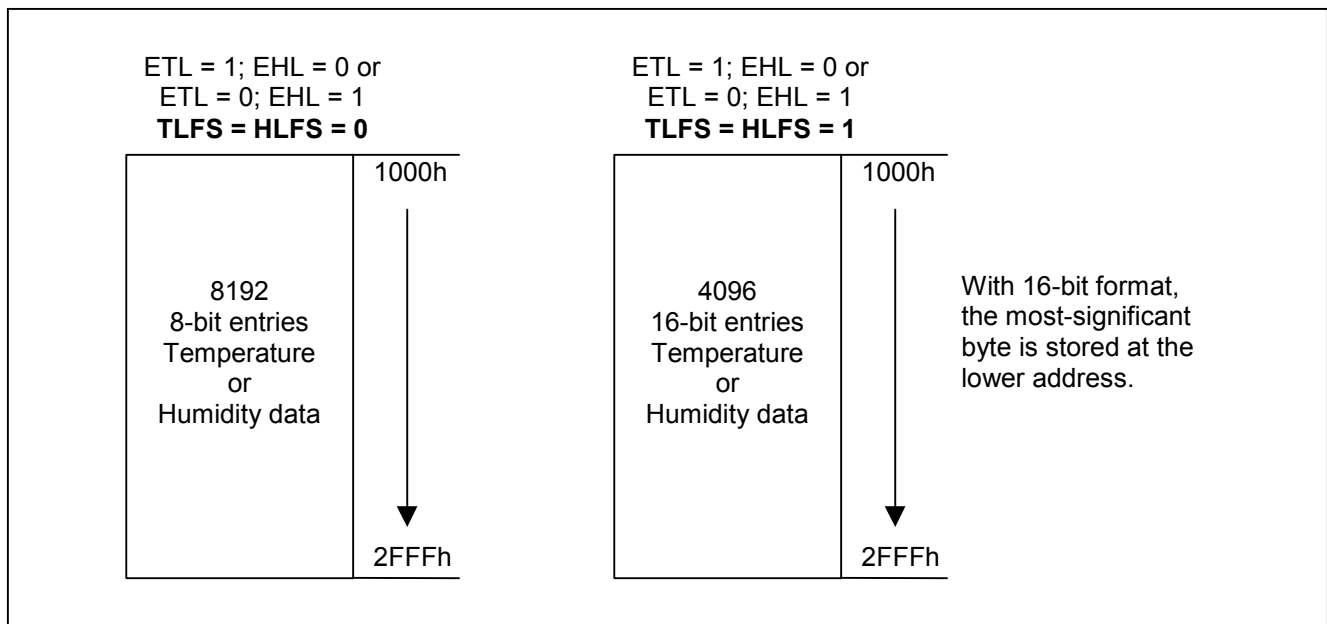 ETL = 1; EHL = 0 or
ETL = 0; EHL = 1
TLFS = HLFS = 0
1000h
8192
8-bit entries
Temperature
or
Humidity data
2FFFh
ETL = 1; EHL = 0 or
ETL = 0; EHL = 1
TLFS = HLFS = 1
1000h
4096
16-bit entries
Temperature
or
Humidity data
2FFFh
With 16-bit format,
the most-significant
byte is stored at the
lower address.